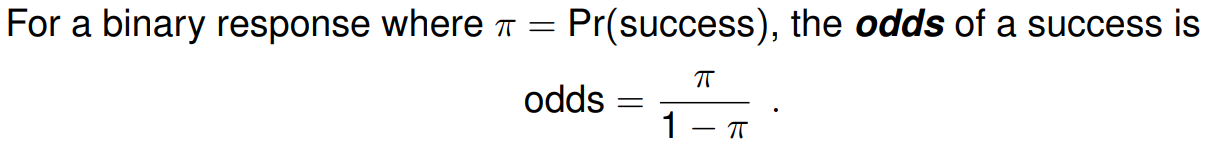 For a binary response where π = Pr(success), the odds of a success is
odds = π / (1 − π) .